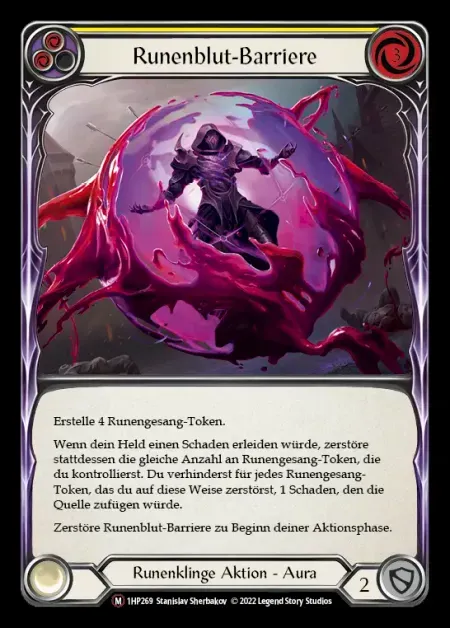 Runenblut-Barriere
3
Erstelle 4 Runengesang-Token.
Wenn dein Held einen Schaden erleiden würde, zerstöre
stattdessen die gleiche Anzahl an Runengesang-Token, die
du kontrollierst. Du verhinderst für jedes Runengesang-
Token, das du auf diese Weise zerstörst, 1 Schaden, den die
Quelle zufügen würde.
Zerstöre Runenblut-Barriere zu Beginn deiner Aktionsphase.
Runenklinge Aktion - Aura
2
M 1HP269 Stanislav Sherbakov © 2022 Legend Story Studios